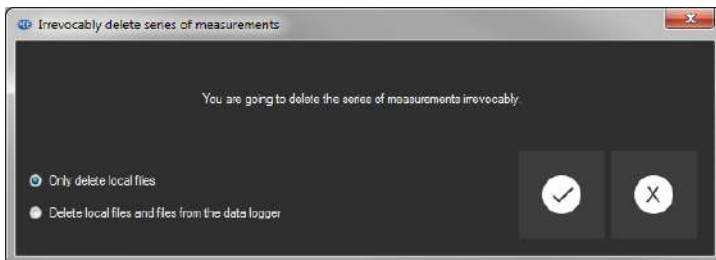 Irrevocably delete series of measurements
You are going to delete the series of measurements irrevocably.
Only delete local files
Delete local files and files from the data logger